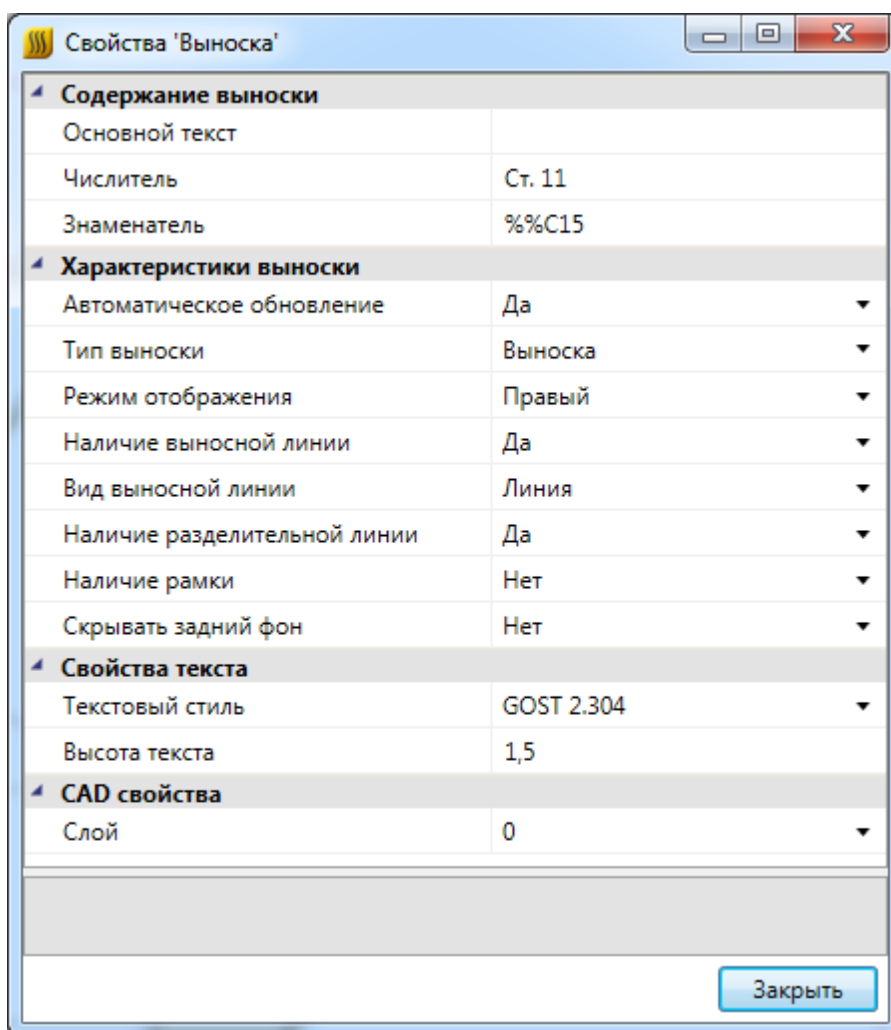 Свойства 'Выноска'
Содержание выноски
Основной текст
Числитель Ст. 11
Знаменатель %%C15
Характеристики выноски
Автоматическое обновление Да
Тип выноски Выноска
Режим отображения Правый
Наличие выносной линии Да
Вид выносной линии Линия
Наличие разделительной линии Да
Наличие рамки Нет
Скрывать задний фон Нет
Свойства текста
Текстовый стиль GOST 2.304
Высота текста 1,5
CAD свойства
Слой 0
Закрыть